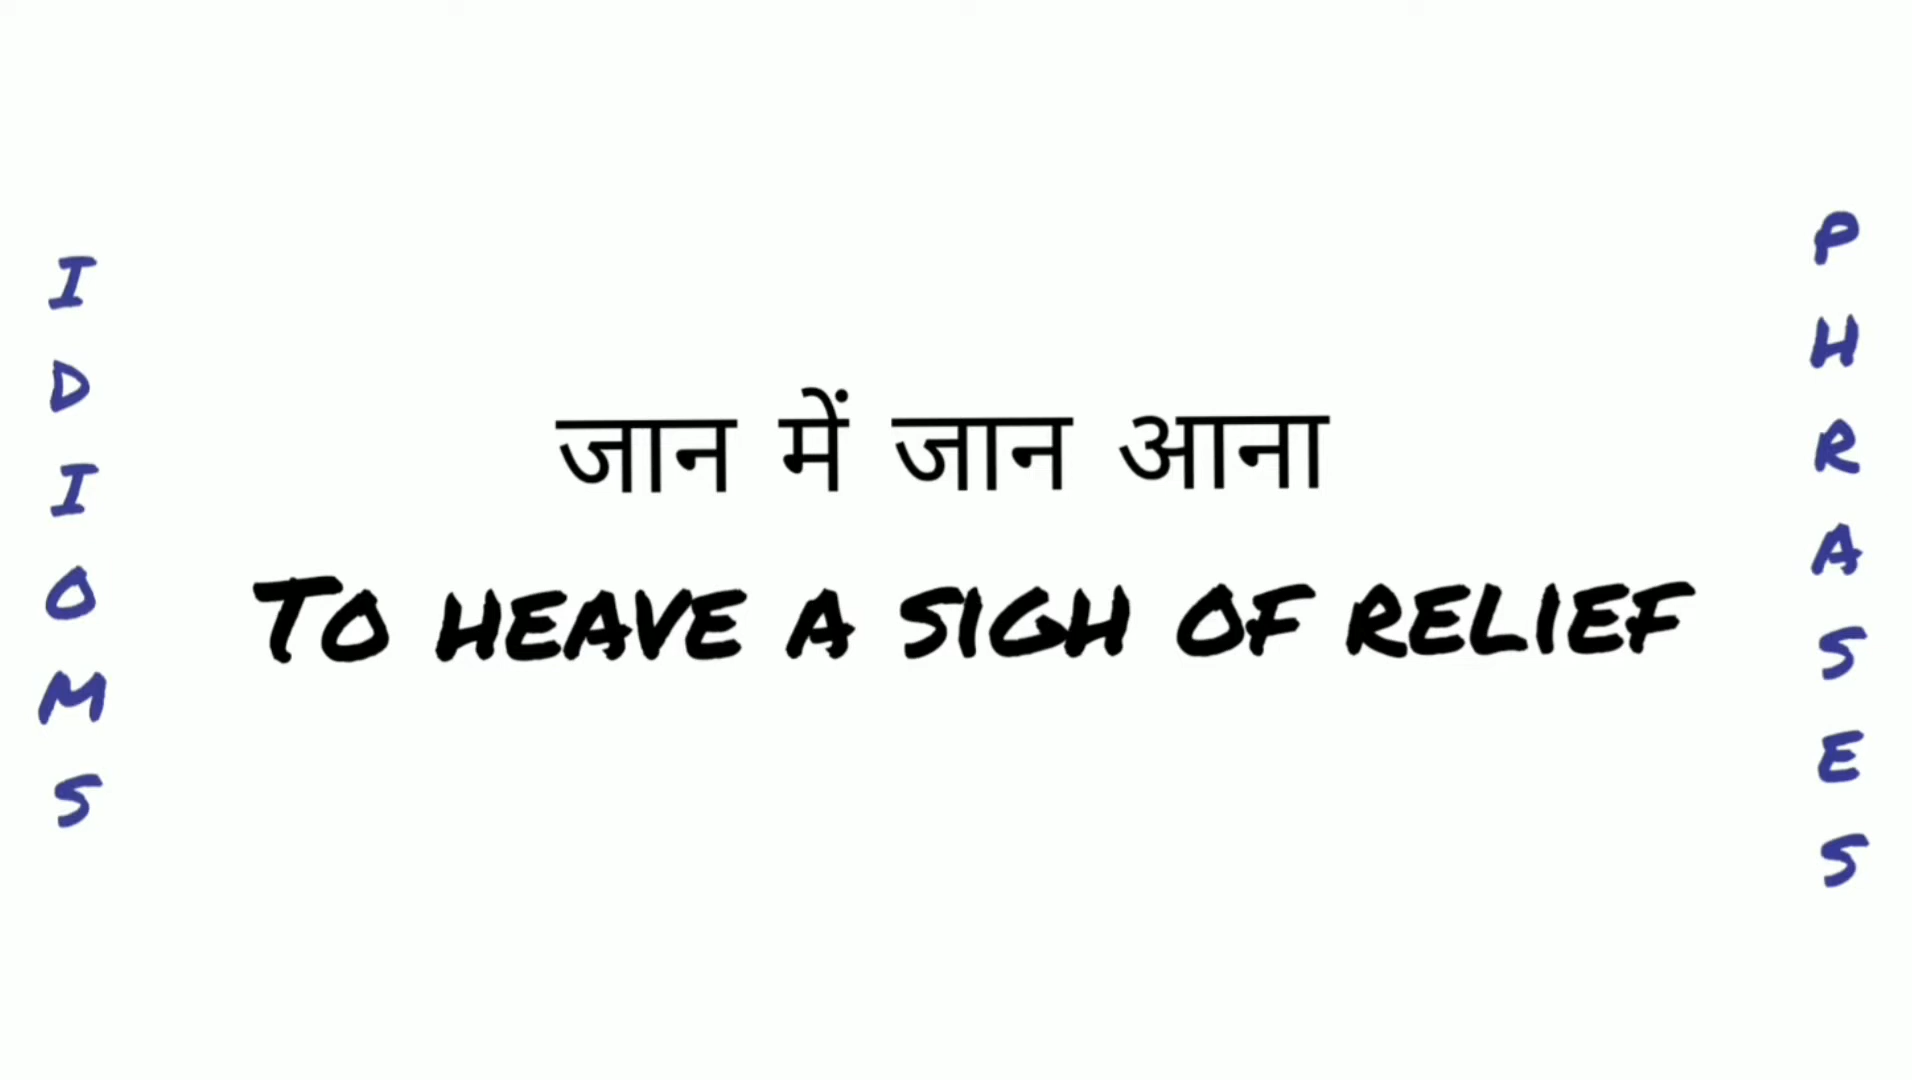 IDIOMS
जान में जान आना
To heave a sigh of relief
PHRASES